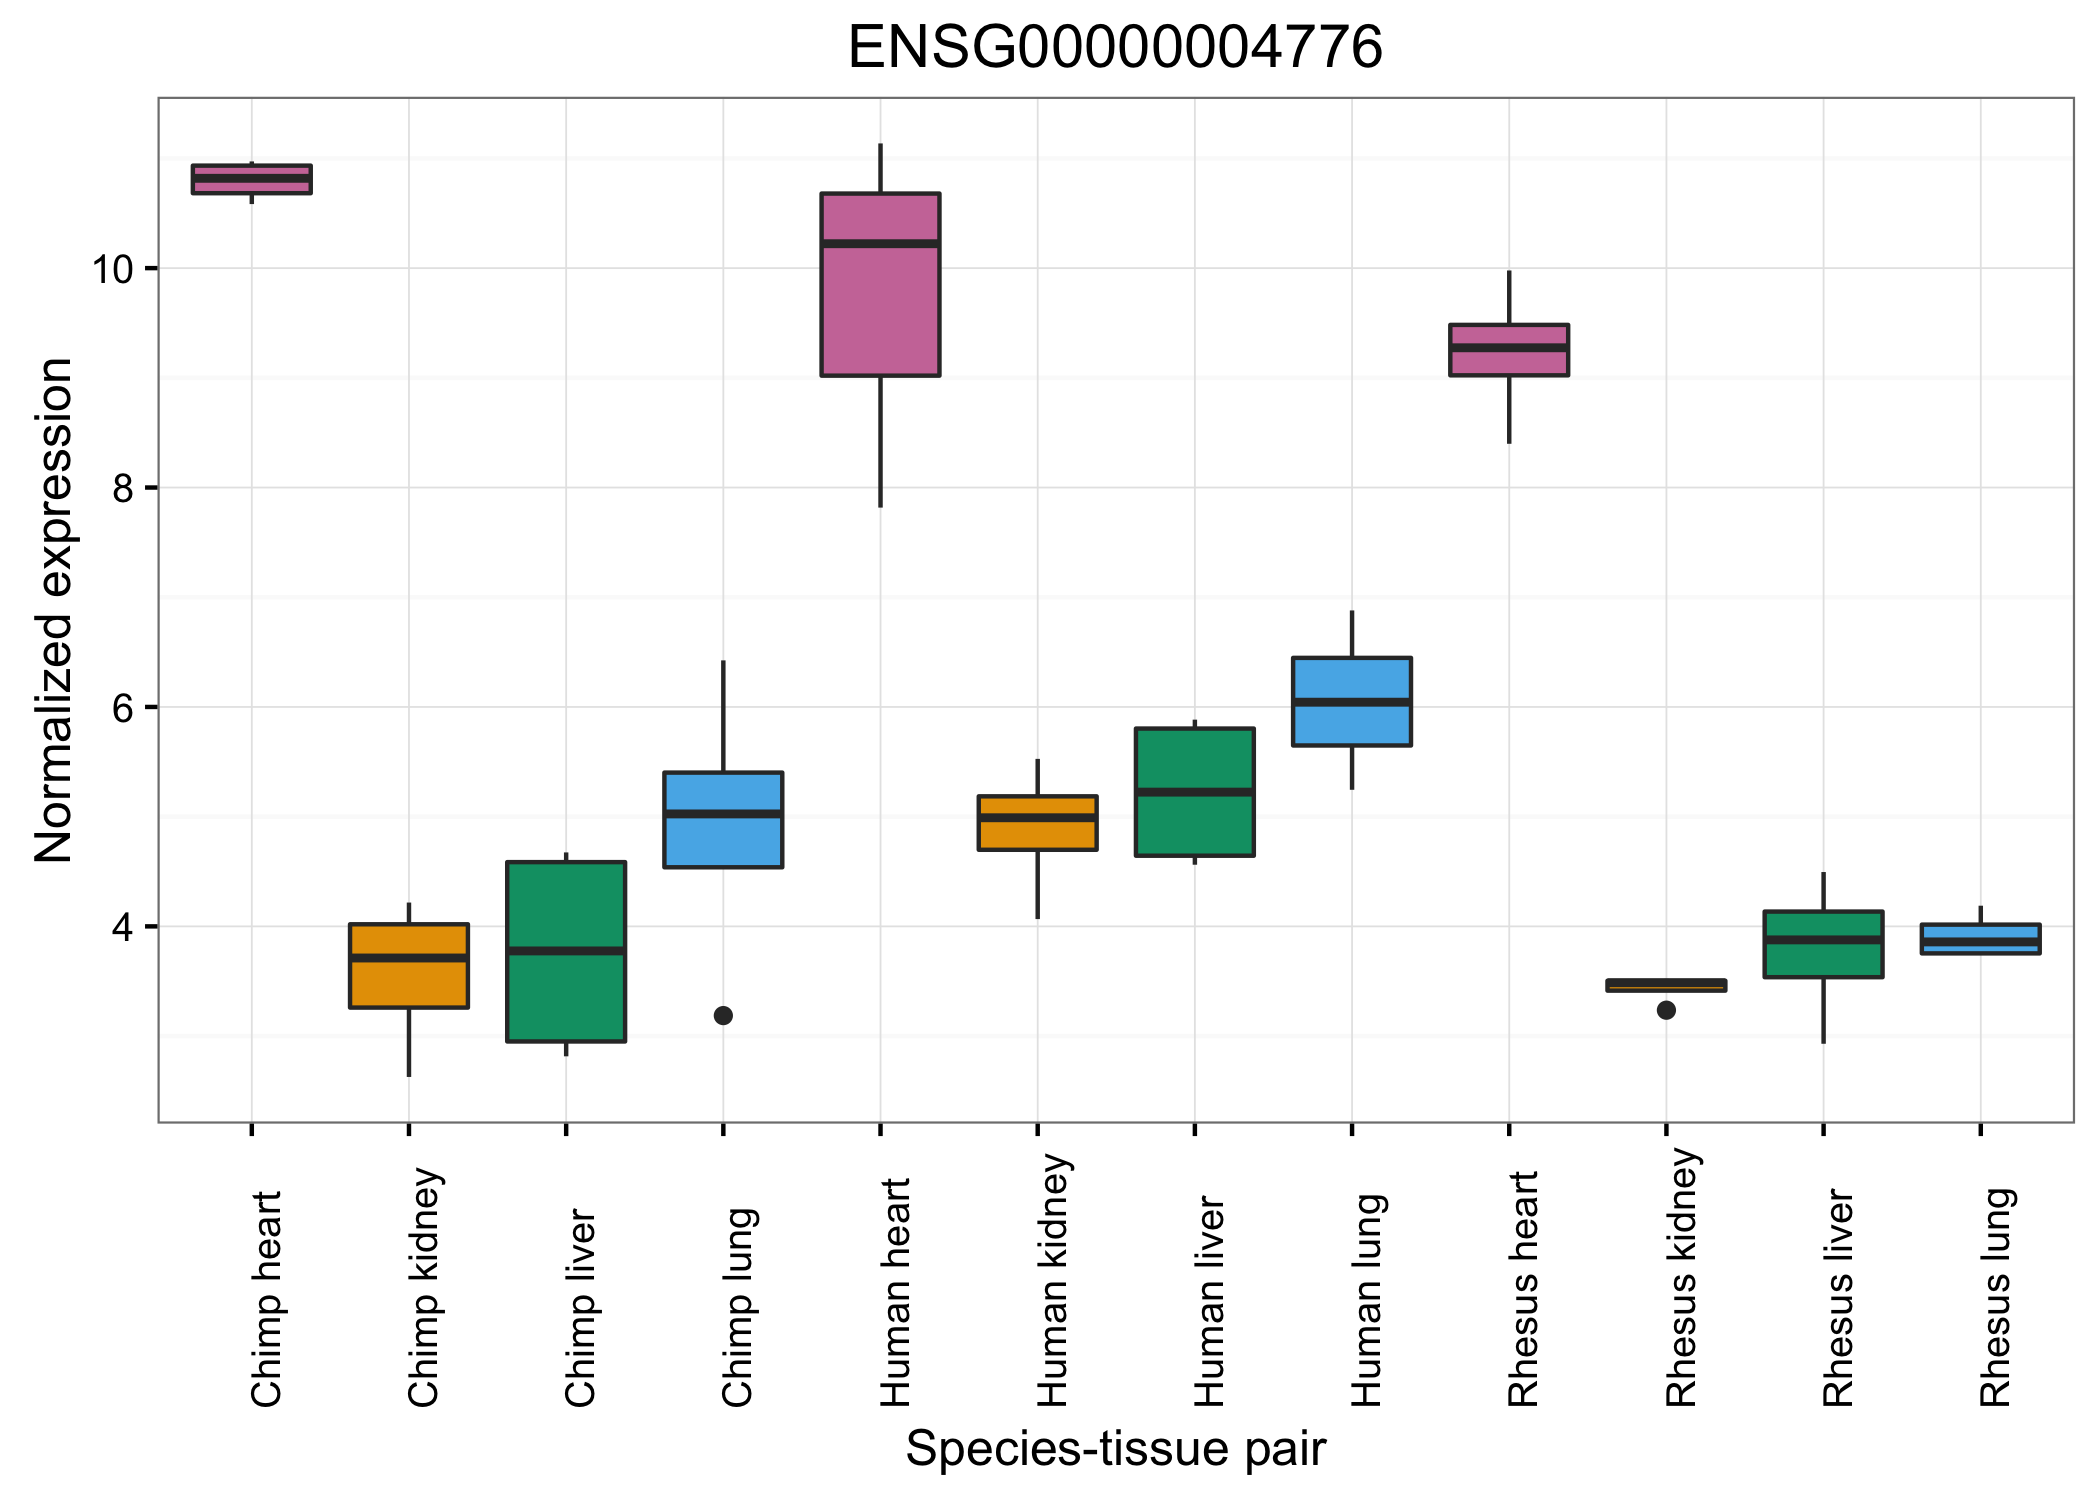 ENSG00000004776
Normalized expression
10
8
6
4
Chimp heart
Chimp kidney
Chimp liver
Chimp lung
Human heart
Human kidney
Human liver
Human lung
Rhesus heart
Rhesus kidney
Rhesus liver
Rhesus lung
Species-tissue pair